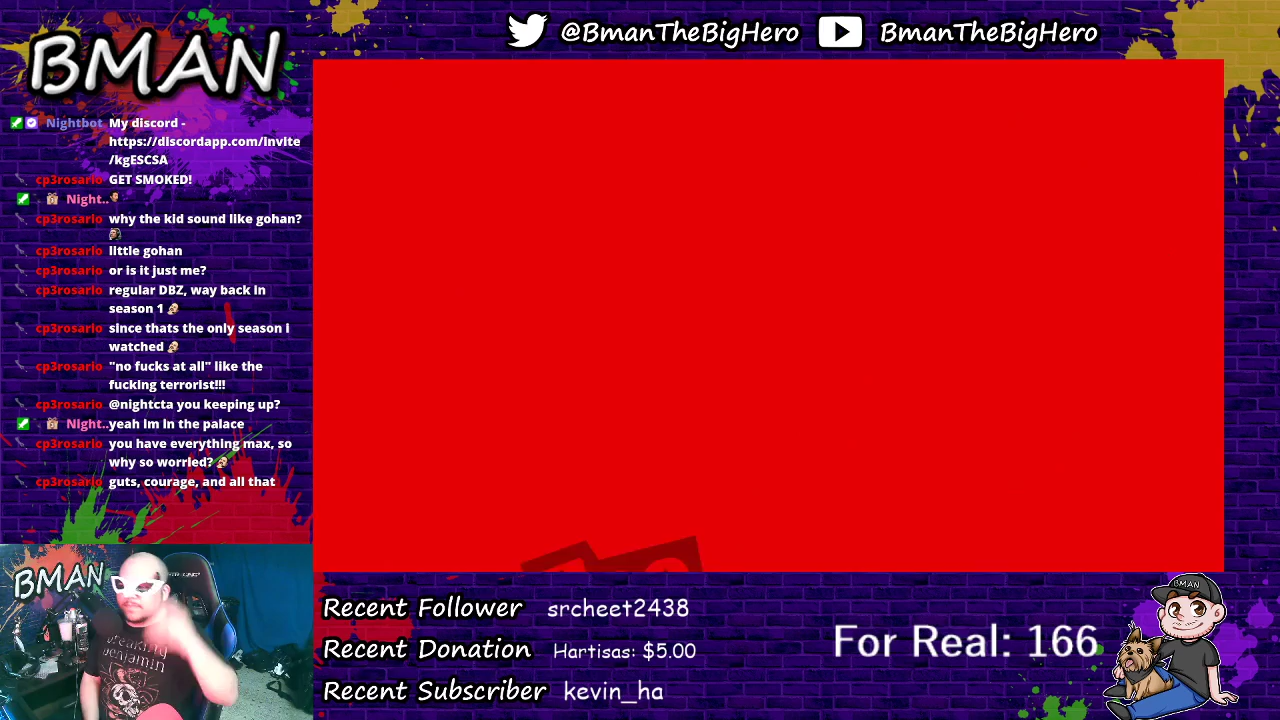 BMAN
@BmanTheBigHero
BmanTheBigHero
Nightbot My discord -
https://discordapp.com/invite
/kgESCSA
cp3rosario GET SMOKED!
Night..
cp3rosario why the kid sound like gohan?
cp3rosario little gohan
cp3rosario or is it just me?
cp3rosario regular DBZ, way back in
season 1
cp3rosario since thats the only season i
watched
cp3rosario "no fucks at all" like the
fucking terrorist!!!
cp3rosario @nightcta you keeping up?
Night.. yeah im in the palace
cp3rosario you have everything max, so
why so worried?
cp3rosario guts, courage, and all that
BMAN
breaking
benjamin
Recent Follower srcheet2438
Recent Donation Hartisas: $5.00
Recent Subscriber kevin_ha
For Real: 166
BMAN